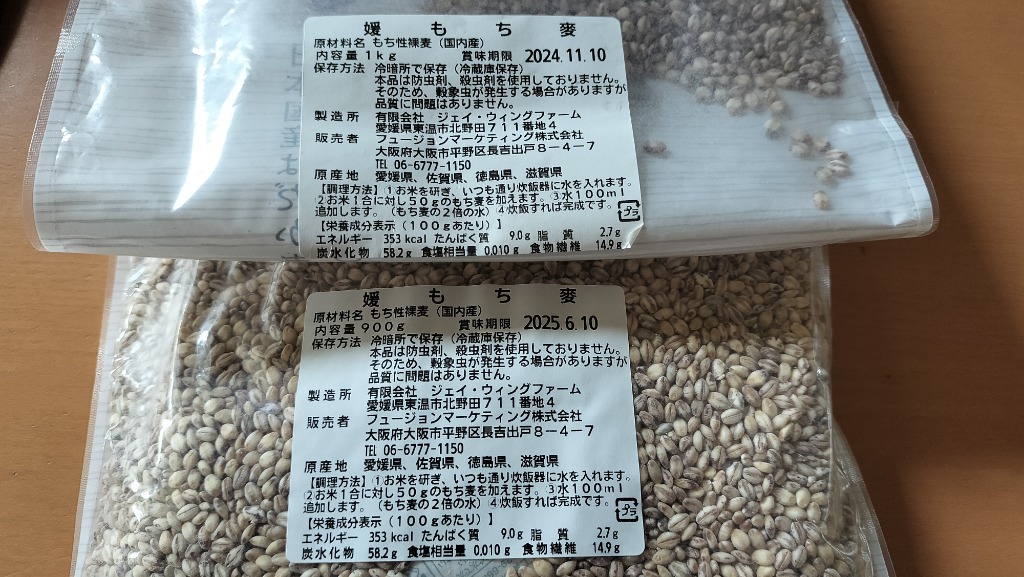 媛もち麥
原材料名 もち性裸麦（国内産）
内容量 1kg 賞味期限 2024.11.10
保存方法 冷暗所で保存（冷蔵庫保存）
本品は防虫剤、殺虫剤を使用しておりません。
そのため、穀象虫が発生する場合がありますが
品質に問題はありません。
製造所 有限会社 ジェイ・ウィングファーム
愛媛県東温市北野田711番地4
販売者 フュージョンマーケティング株式会社
大阪府大阪市平野区長吉出戸8-4-7
TEL 06-6777-1150
原産地 愛媛県、佐賀県、徳島県、滋賀県
【調理方法】①お米を研ぎ、いつも通り炊飯器に水を入れます。
②お米1合に対し50gのもち麦を加えます。③水100ml
追加します。（もち麦の2倍の水）④炊飯すれば完成です。
プラ
【栄養成分表示（100gあたり）】
エネルギー 353kcal たんぱく質 9.0g 脂質 2.7g
炭水化物 58.2g 食塩相当量 0.010g 食物繊維 14.9g
媛もち麥
原材料名 もち性裸麦（国内産）
内容量 900g 賞味期限 2025.6.10
保存方法 冷暗所で保存（冷蔵庫保存）
本品は防虫剤、殺虫剤を使用しておりません。
そのため、穀象虫が発生する場合がありますが
品質に問題はありません。
製造所 有限会社 ジェイ・ウィングファーム
愛媛県東温市北野田711番地4
販売者 フュージョンマーケティング株式会社
大阪府大阪市平野区長吉出戸8-4-7
TEL 06-6777-1150
原産地 愛媛県、佐賀県、徳島県、滋賀県
【調理方法】①お米を研ぎ、いつも通り炊飯器に水を入れます。
②お米1合に対し50gのもち麦を加えます。③水100ml
追加します。（もち麦の2倍の水）④炊飯すれば完成です。
プラ
【栄養成分表示（100gあたり）】
エネルギー 353kcal たんぱく質 9.0g 脂質 2.7g
炭水化物 58.2g 食塩相当量 0.010g 食物繊維 14.9g